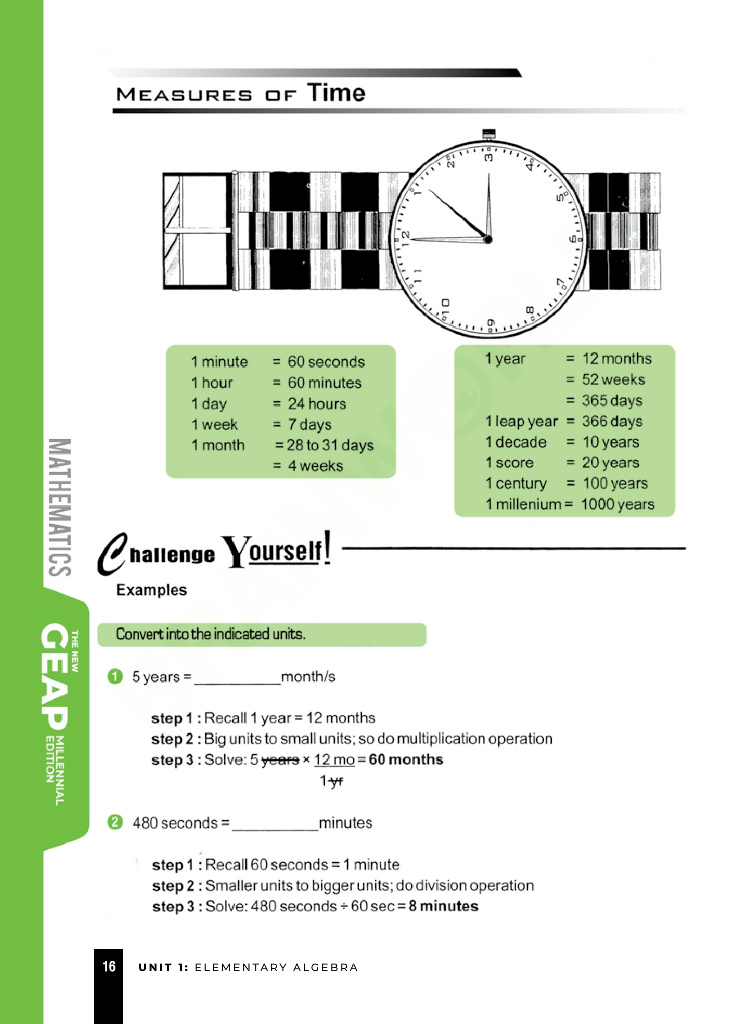 MEASURES OF Time
3
2
4
1
5
12
6
11
7
10
8
9
1 minute = 60 seconds
1 hour = 60 minutes
1 day = 24 hours
1 week = 7 days
1 month = 28 to 31 days
= 4 weeks
1 year = 12 months
= 52 weeks
= 365 days
1 leap year = 366 days
1 decade = 10 years
1 score = 20 years
1 century = 100 years
1 millenium = 1000 years
MATHEMATICS
THE NEW
GEAP
MILLENNIAL
EDITION
Challenge Yourself!
Examples
Convert into the indicated units.
1 5 years = ___________month/s
step 1 : Recall 1 year = 12 months
step 2 : Big units to small units; so do multiplication operation
step 3 : Solve: 5 years × 12 mo = 60 months
1 yr
2 480 seconds = ___________minutes
step 1 : Recall 60 seconds = 1 minute
step 2 : Smaller units to bigger units; do division operation
step 3 : Solve: 480 seconds ÷ 60 sec = 8 minutes
16 UNIT 1: ELEMENTARY ALGEBRA